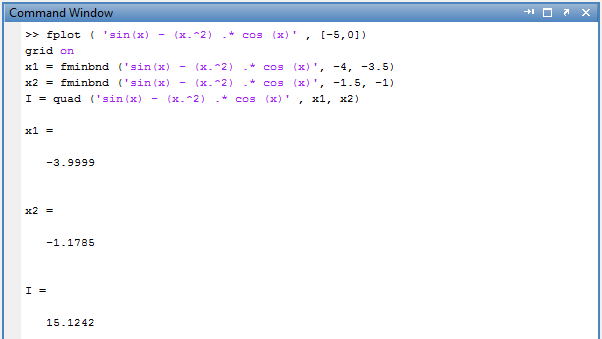 Command Window
>> fplot ( 'sin(x) - (x.^2) .* cos (x)' , [-5,0])
grid on
x1 = fminbnd ('sin(x) - (x.^2) .* cos (x)', -4, -3.5)
x2 = fminbnd ('sin(x) - (x.^2) .* cos (x)', -1.5, -1)
I = quad ('sin(x) - (x.^2) .* cos (x)' , x1, x2)
x1 =
-3.9999
x2 =
-1.1785
I =
15.1242